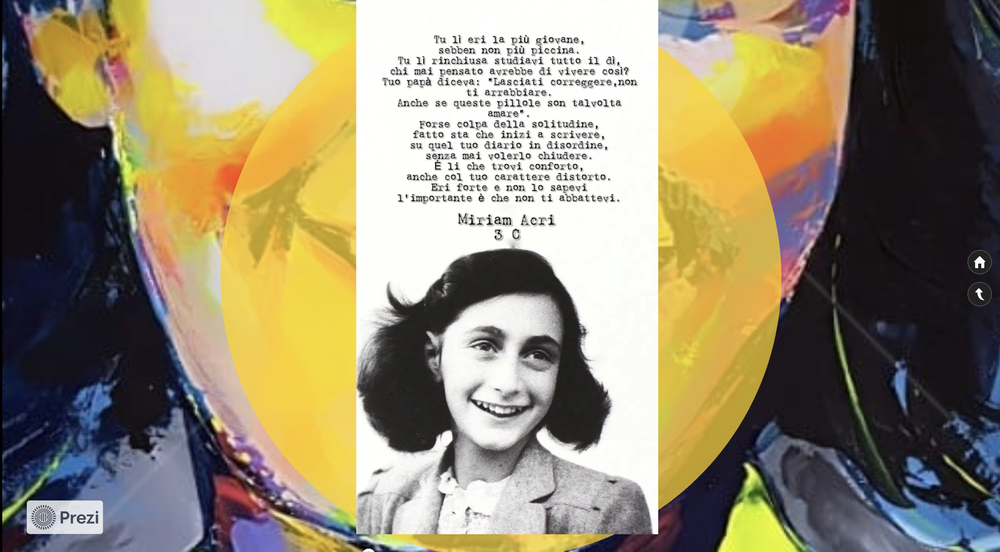 Tu lì eri la più giovane,
sebben non più piccina.
Tu lì rinchiusa studiavi tutto il dì,
chi mai pensato avrebbe di vivere così?
Tuo papà diceva: "Lasciati correggere,non
ti arrabbiare.
Anche se queste pillole son talvolta
amare".
Forse colpa della solitudine,
fatto sta che inizi a scrivere,
su quel tuo diario in disordine,
senza mai volerlo chiudere.
È li che trovi conforto,
anche col tuo carattere distorto.
Eri forte e non lo sapevi
l'importante è che non ti abbattevi.
Miriam Acri
3 C
Prezi